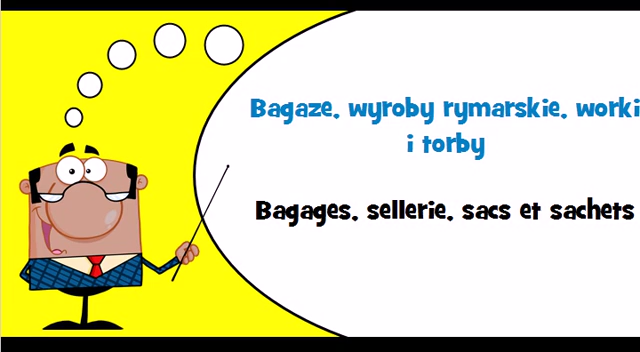 Bagaze, wyroby rymarskie, worki
i torby
Bagages, sellerie, sacs et sachets